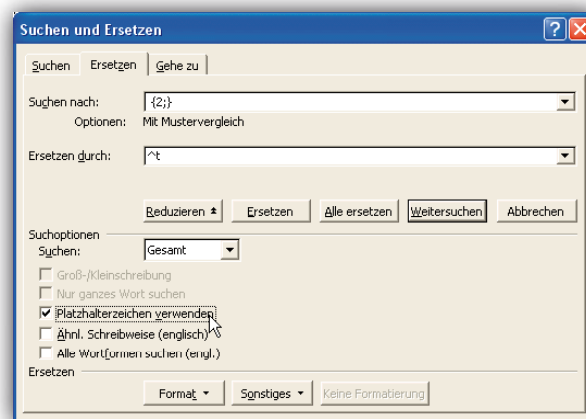 Suchen und Ersetzen
Suchen Ersetzen Gehe zu
Suchen nach: {2;}
Optionen: Mit Mustervergleich
Ersetzen durch: ^t
Reduzieren Ersetzen Alle ersetzen Weitersuchen Abbrechen
Suchoptionen
Suchen: Gesamt
Groß-/Kleinschreibung
Nur ganzes Wort suchen
Platzhalterzeichen verwenden
Ähnl. Schreibweise (englisch)
Alle Wortformen suchen (engl.)
Ersetzen
Format Sonstiges Keine Formatierung